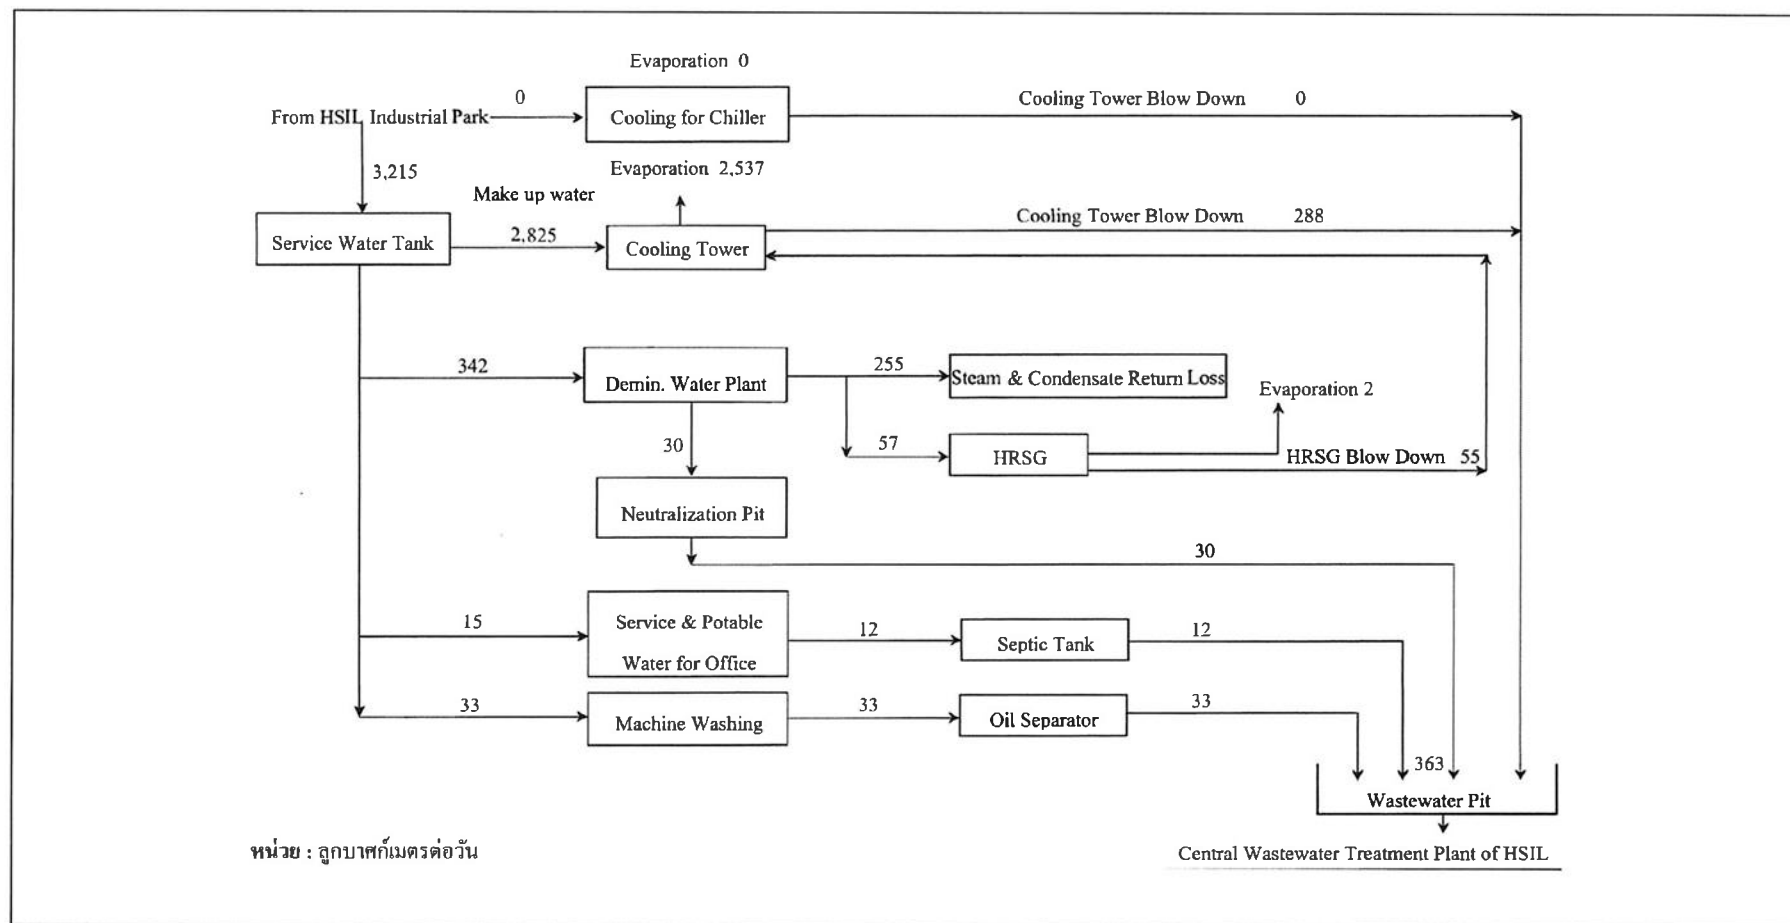 Evaporation 0
0
Cooling Tower Blow Down 0
From HSIL Industrial Park
Cooling for Chiller
3,215
Evaporation 2,537
Make up water
Cooling Tower Blow Down 288
Service Water Tank
2,825
Cooling Tower
342
Demin. Water Plant
255
Steam & Condensate Return Loss
Evaporation 2
30
57
HRSG
HRSG Blow Down 55
Neutralization Pit
30
15
Service & Potable
Water for Office
12
Septic Tank
12
33
Machine Washing
33
Oil Separator
33
363
Wastewater Pit
หน่วย : ลูกบาศก์เมตรต่อวัน
Central Wastewater Treatment Plant of HSIL